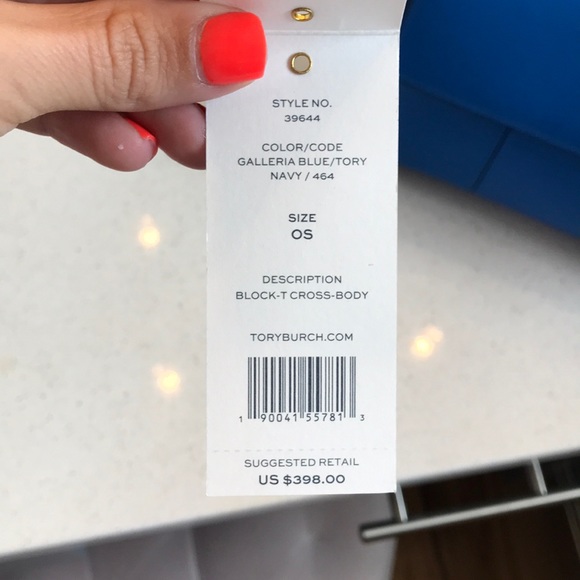 STYLE NO.
39644
COLOR/CODE
GALLERIA BLUE/TORY
NAVY / 464
SIZE
OS
DESCRIPTION
BLOCK-T CROSS-BODY
TORYBURCH.COM
1 90041 55781 3
SUGGESTED RETAIL
US $398.00